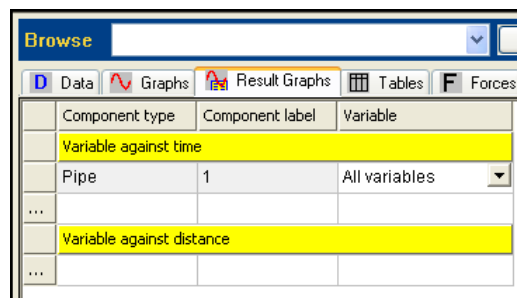 Browse
D Data Graphs Result Graphs Tables F Forces
Component type Component label Variable
Variable against time
Pipe 1 All variables
...
Variable against distance
...